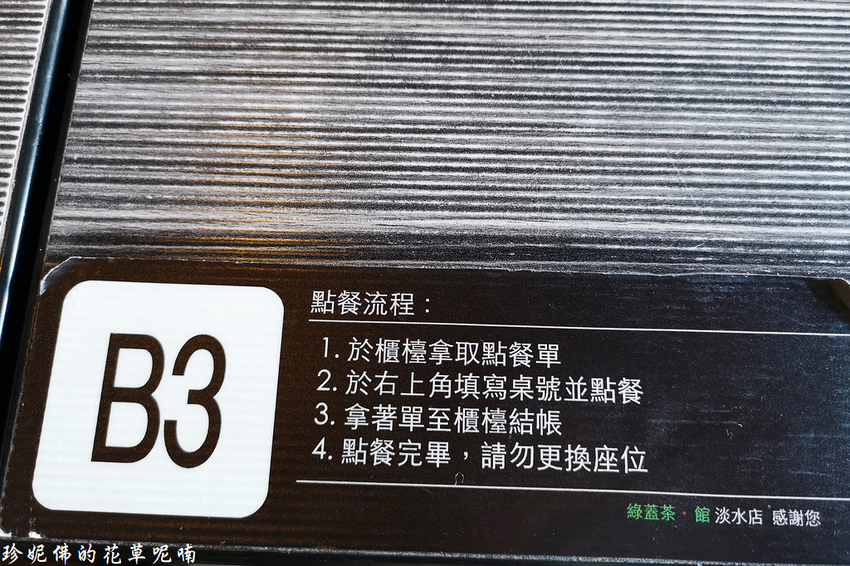 B3
點餐流程：
1. 於櫃檯拿取點餐單
2. 於右上角填寫桌號並點餐
3. 拿著單至櫃檯結帳
4. 點餐完畢，請勿更換座位
綠蓋茶・館 淡水店 感謝您
珍妮佛的花草呢喃